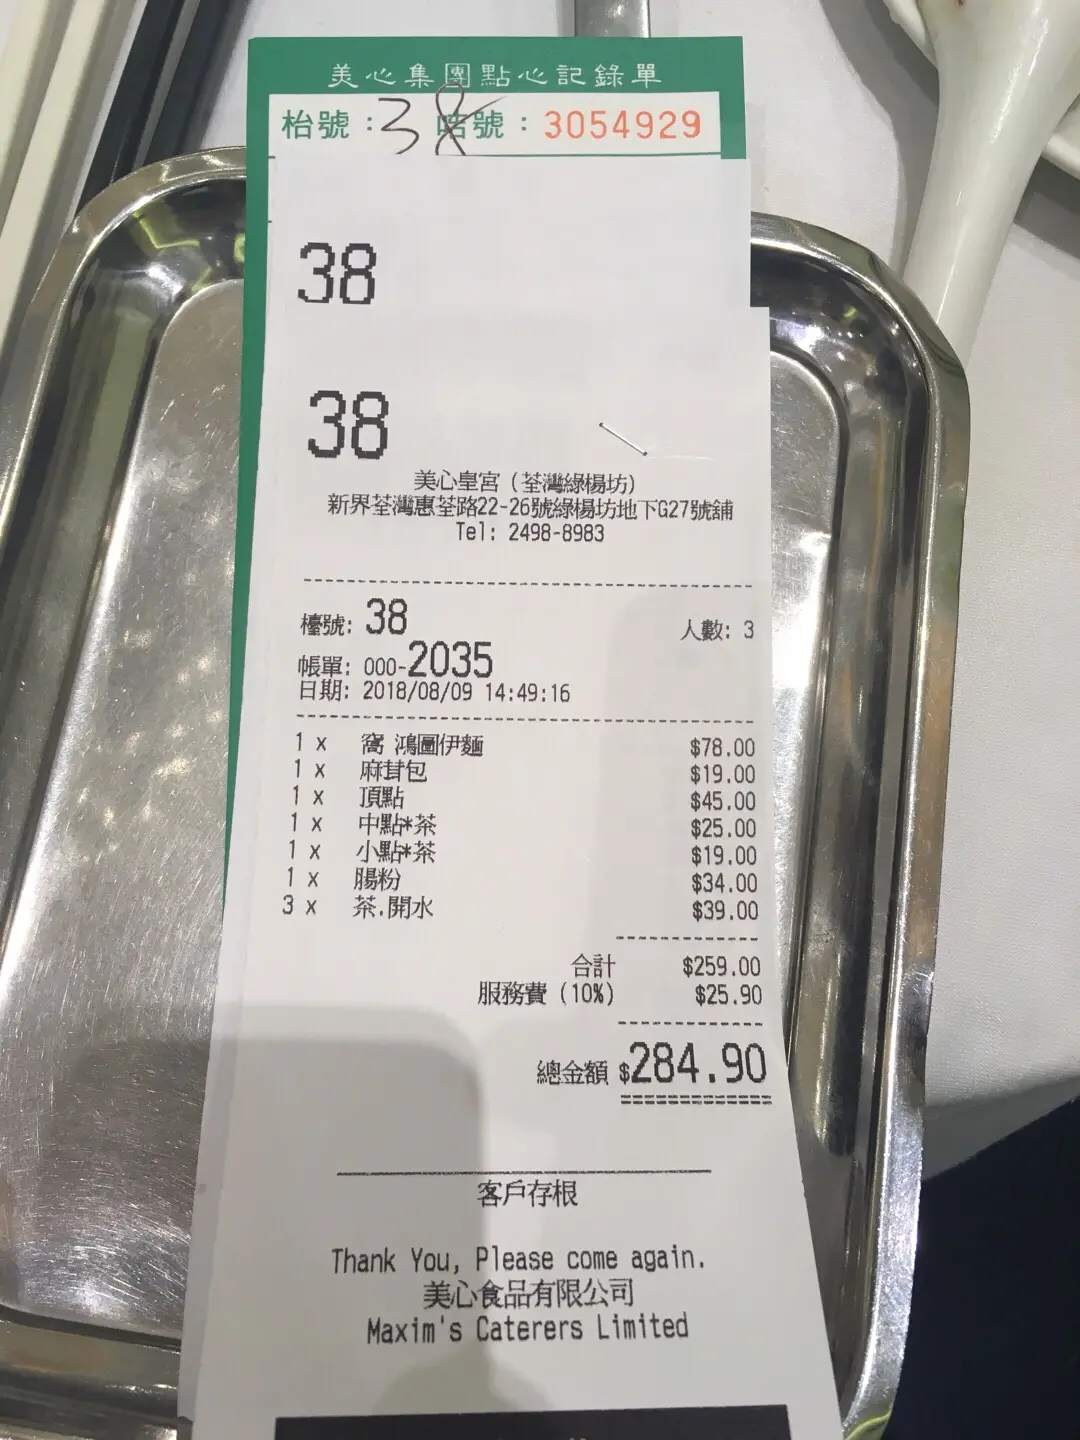 美心集團點心記錄單
枱號：38 咭號：3054929
38
38
美心皇宮 (荃灣綠楊坊)
新界荃灣惠荃路22-26號綠楊坊地下G27號舖
Tel: 2498-8983
檯號: 38 人數: 3
帳單: 000-2035
日期: 2018/08/09 14:49:16
1 x 窩 鴻圖伊麵 $78.00
1 x 麻茸包 $19.00
1 x 頂點 $45.00
1 x 中點*茶 $25.00
1 x 小點*茶 $19.00
1 x 腸粉 $34.00
3 x 茶.開水 $39.00
合計 $259.00
服務費 (10%) $25.90
總金額 $284.90
客戶存根
Thank You, Please come again.
美心食品有限公司
Maxim's Caterers Limited